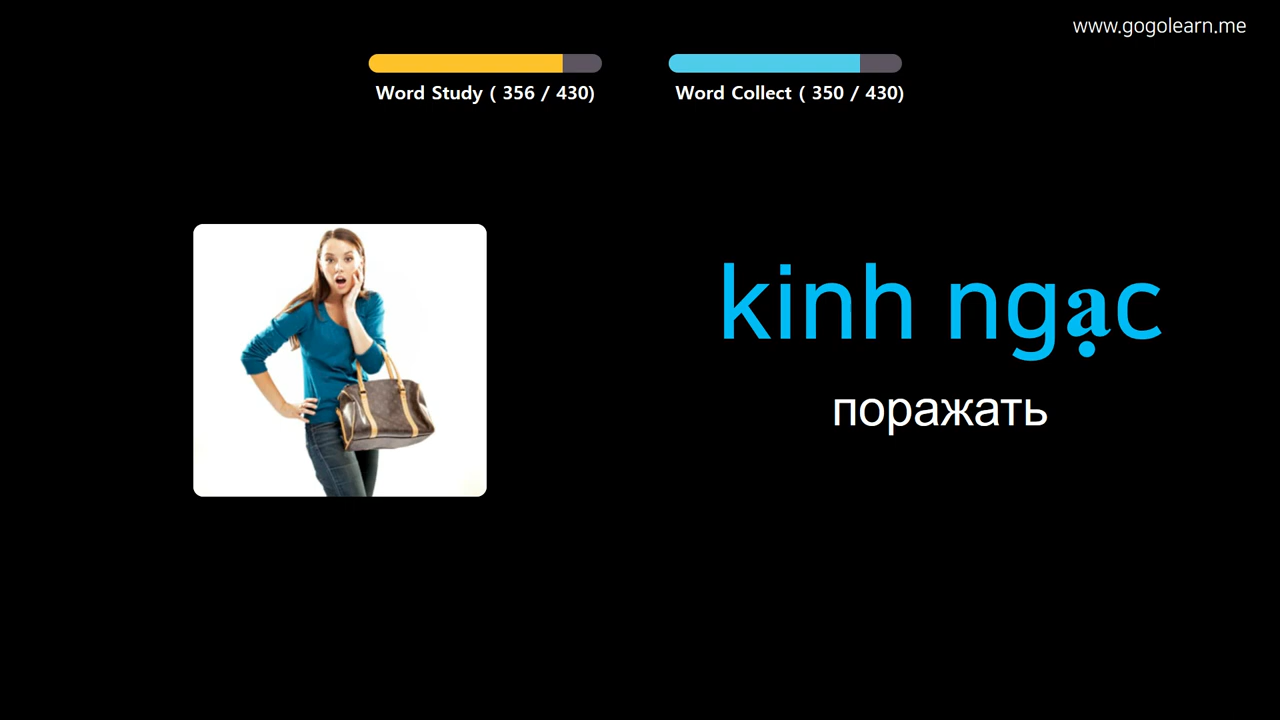 www.gogolearn.me
Word Study ( 356 / 430)
Word Collect ( 350 / 430)
kinh ngạc
поражать